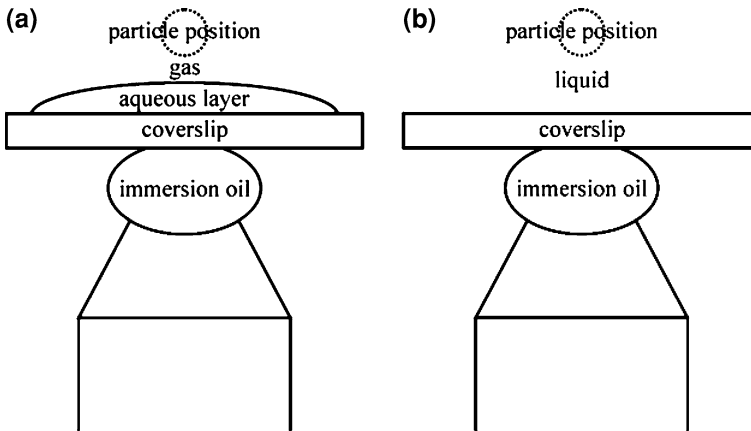 (a)
particle position
gas
aqueous layer
coverslip
immersion oil
(b)
particle position
liquid
coverslip
immersion oil